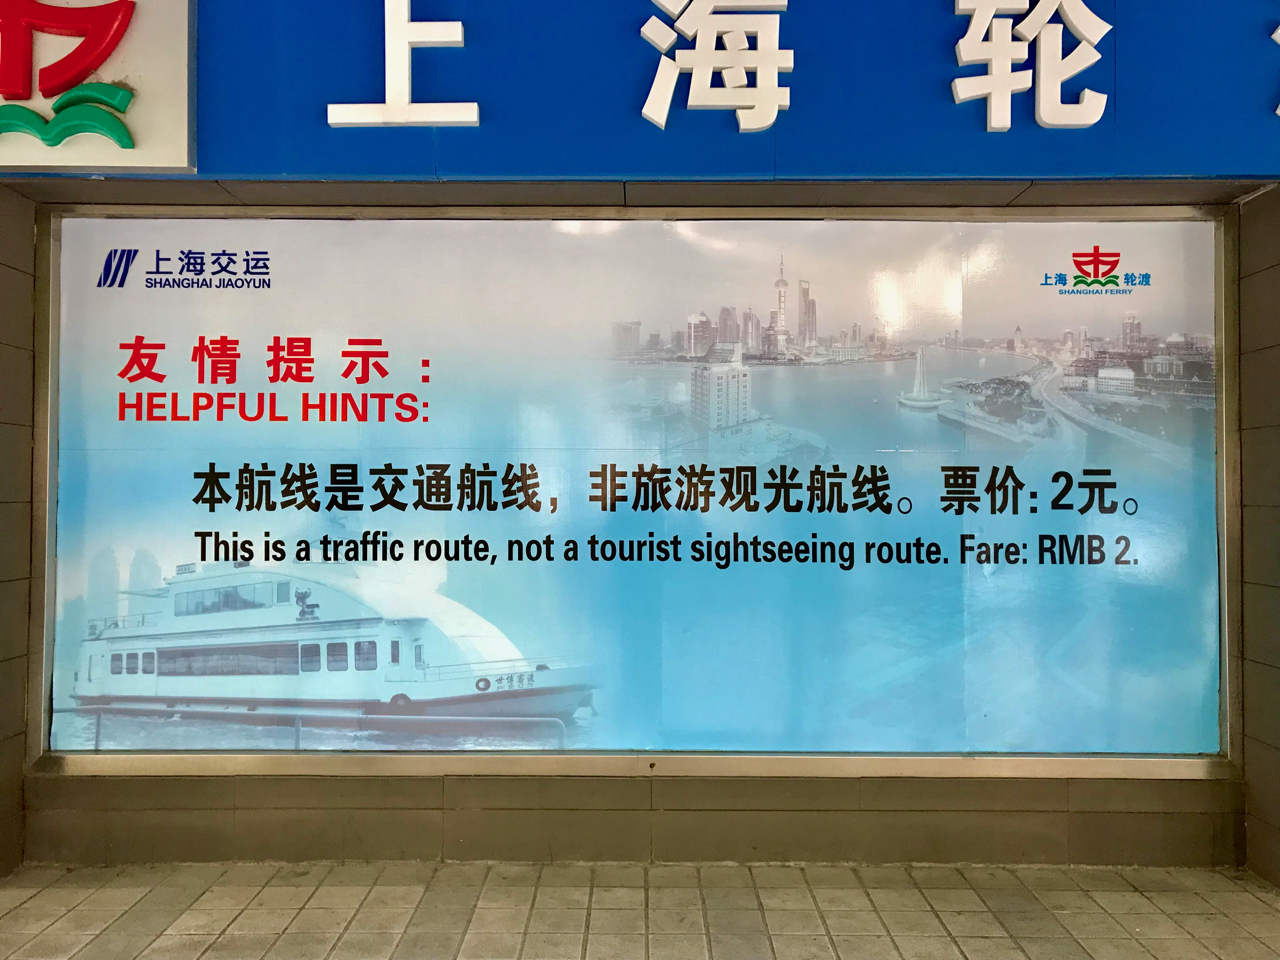 上海轮
上海交运
SHANGHAI JIAOYUN
上海 轮渡
SHANGHAI FERRY
友情提示:
HELPFUL HINTS:
本航线是交通航线，非旅游观光航线。票价: 2元。
This is a traffic route, not a tourist sightseeing route. Fare: RMB 2.